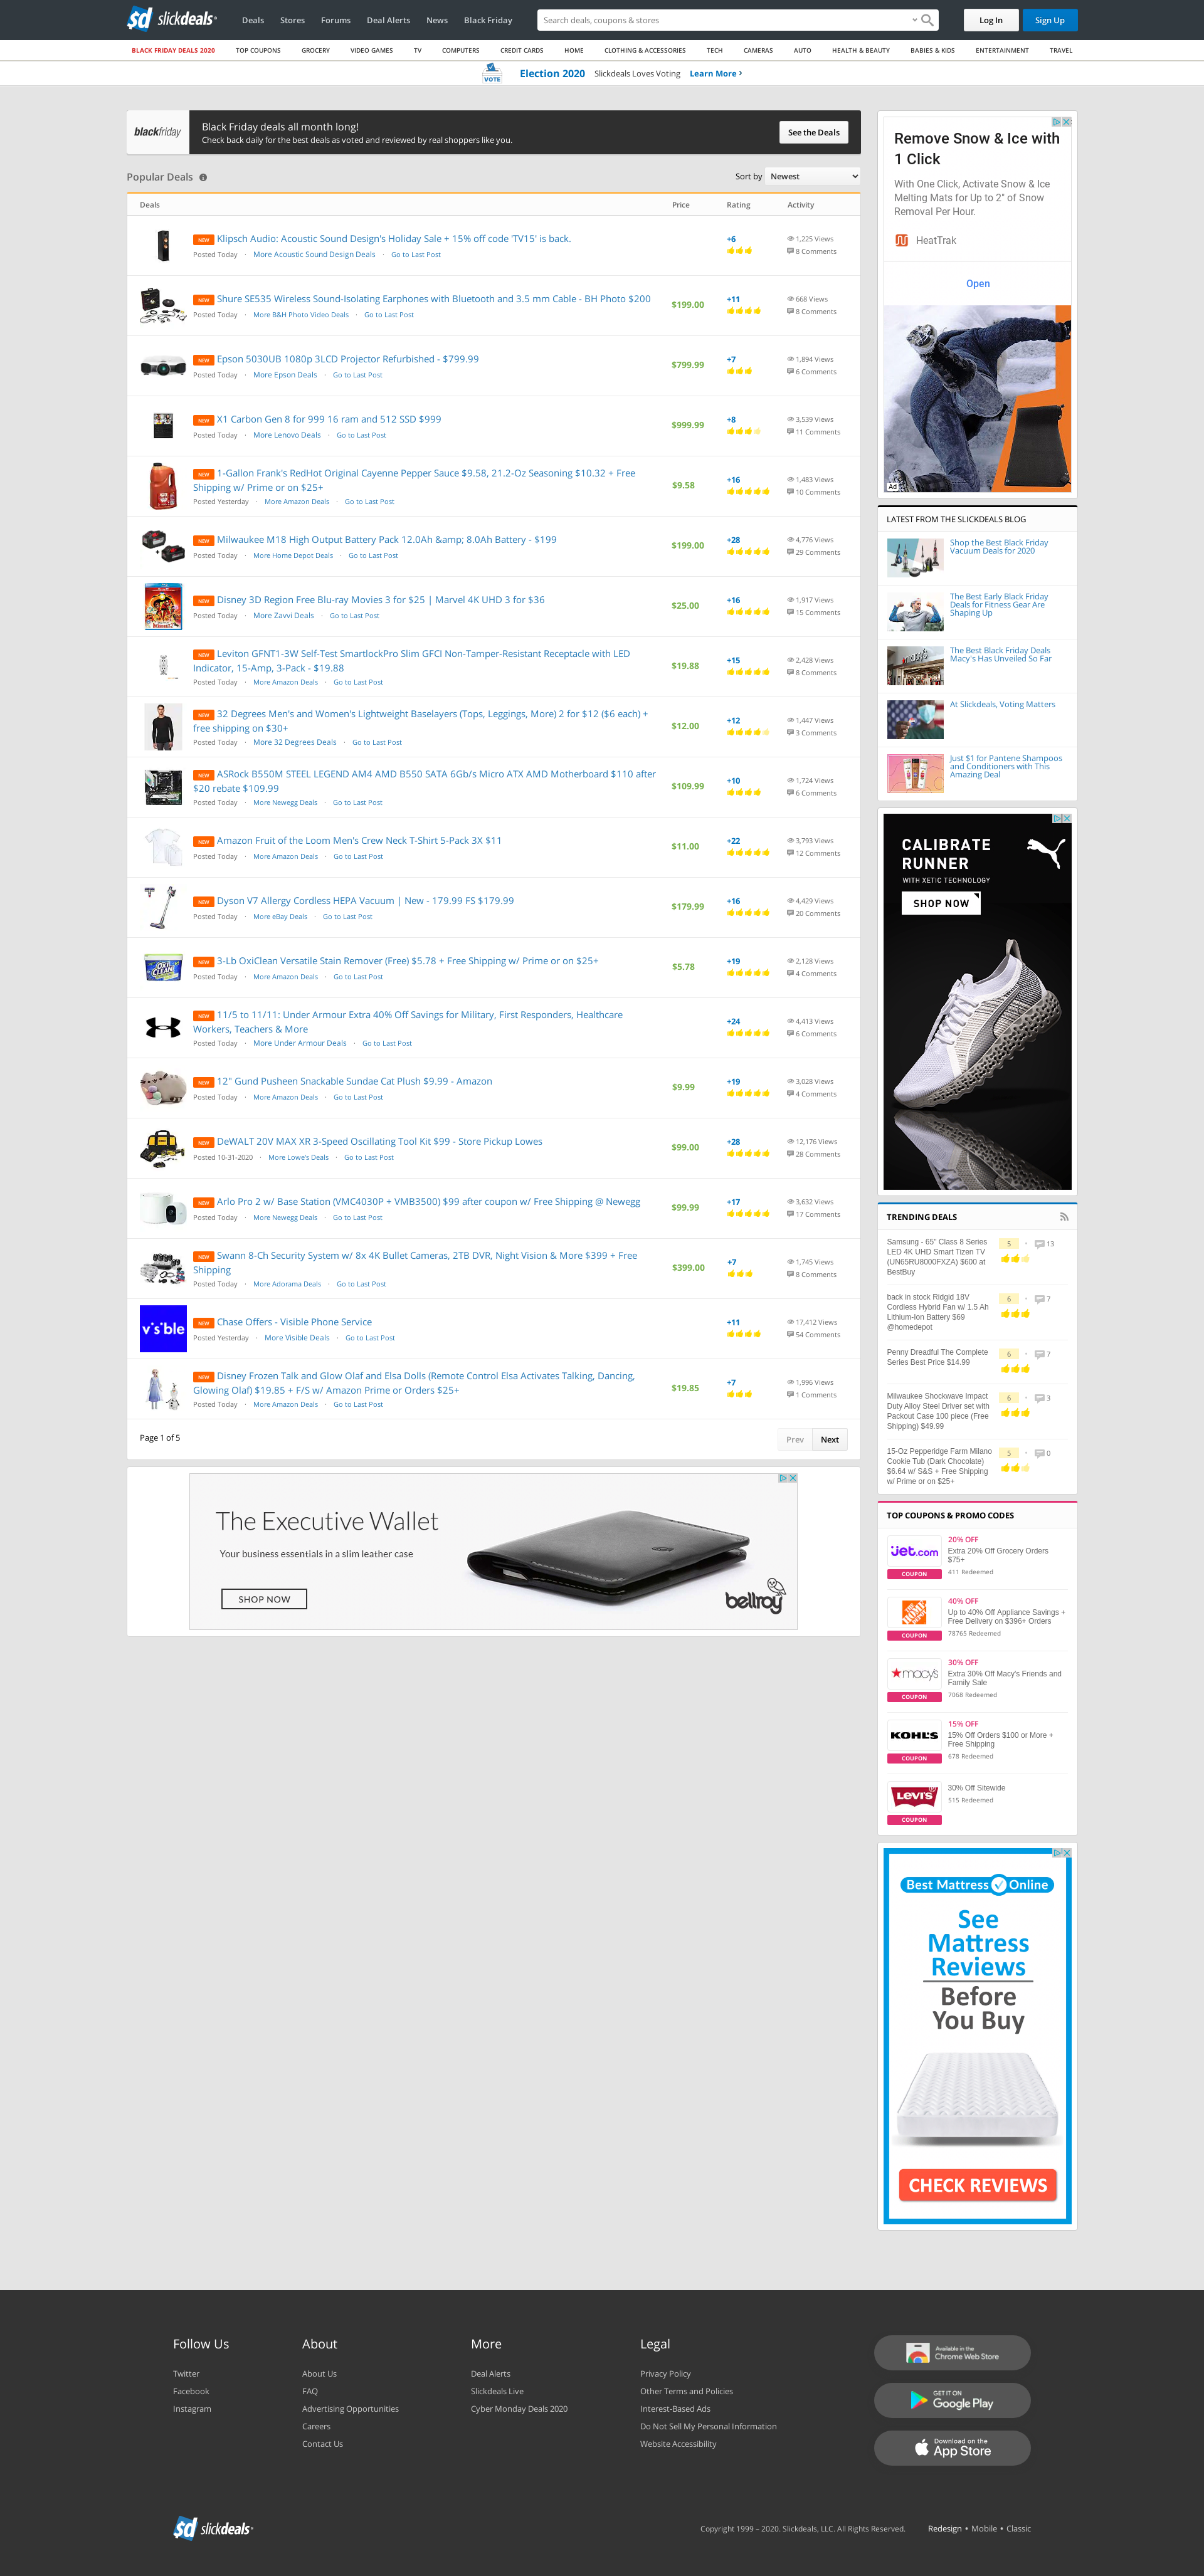 sd slickdeals
Deals Stores Forums Deal Alerts News Black Friday
Search deals, coupons & stores
Log In
Sign Up
BLACK FRIDAY DEALS 2020 TOP COUPONS GROCERY VIDEO GAMES TV COMPUTERS CREDIT CARDS HOME CLOTHING & ACCESSORIES TECH CAMERAS AUTO HEALTH & BEAUTY BABIES & KIDS ENTERTAINMENT TRAVEL
VOTE
Election 2020 Slickdeals Loves Voting Learn More
blackfriday
Black Friday deals all month long!
Check back daily for the best deals as voted and reviewed by real shoppers like you.
See the Deals
Popular Deals
Sort by Newest
Deals Price Rating Activity
NEW Klipsch Audio: Acoustic Sound Design's Holiday Sale + 15% off code 'TV15' is back.
Posted Today · More Acoustic Sound Design Deals · Go to Last Post
+6
1,225 Views
8 Comments
NEW Shure SE535 Wireless Sound-Isolating Earphones with Bluetooth and 3.5 mm Cable - BH Photo $200
Posted Today · More B&H Photo Video Deals · Go to Last Post
$199.00
+11
668 Views
8 Comments
NEW Epson 5030UB 1080p 3LCD Projector Refurbished - $799.99
Posted Today · More Epson Deals · Go to Last Post
$799.99
+7
1,894 Views
6 Comments
NEW X1 Carbon Gen 8 for 999 16 ram and 512 SSD $999
Posted Today · More Lenovo Deals · Go to Last Post
$999.99
+8
3,539 Views
11 Comments
NEW 1-Gallon Frank's RedHot Original Cayenne Pepper Sauce $9.58, 21.2-Oz Seasoning $10.32 + Free
Shipping w/ Prime or on $25+
Posted Yesterday · More Amazon Deals · Go to Last Post
$9.58
+16
1,483 Views
10 Comments
NEW Milwaukee M18 High Output Battery Pack 12.0Ah &amp; 8.0Ah Battery - $199
Posted Today · More Home Depot Deals · Go to Last Post
$199.00
+28
4,776 Views
29 Comments
NEW Disney 3D Region Free Blu-ray Movies 3 for $25 | Marvel 4K UHD 3 for $36
Posted Today · More Zavvi Deals · Go to Last Post
$25.00
+16
1,917 Views
15 Comments
NEW Leviton GFNT1-3W Self-Test SmartlockPro Slim GFCI Non-Tamper-Resistant Receptacle with LED
Indicator, 15-Amp, 3-Pack - $19.88
Posted Today · More Amazon Deals · Go to Last Post
$19.88
+15
2,428 Views
8 Comments
NEW 32 Degrees Men's and Women's Lightweight Baselayers (Tops, Leggings, More) 2 for $12 ($6 each) +
free shipping on $30+
Posted Today · More 32 Degrees Deals · Go to Last Post
$12.00
+12
1,447 Views
3 Comments
NEW ASRock B550M STEEL LEGEND AM4 AMD B550 SATA 6Gb/s Micro ATX AMD Motherboard $110 after
$20 rebate $109.99
Posted Today · More Newegg Deals · Go to Last Post
$109.99
+10
1,724 Views
6 Comments
NEW Amazon Fruit of the Loom Men's Crew Neck T-Shirt 5-Pack 3X $11
Posted Today · More Amazon Deals · Go to Last Post
$11.00
+22
3,793 Views
12 Comments
NEW Dyson V7 Allergy Cordless HEPA Vacuum | New - 179.99 FS $179.99
Posted Today · More eBay Deals · Go to Last Post
$179.99
+16
4,429 Views
20 Comments
NEW 3-Lb OxiClean Versatile Stain Remover (Free) $5.78 + Free Shipping w/ Prime or on $25+
Posted Today · More Amazon Deals · Go to Last Post
$5.78
+19
2,128 Views
4 Comments
NEW 11/5 to 11/11: Under Armour Extra 40% Off Savings for Military, First Responders, Healthcare
Workers, Teachers & More
Posted Today · More Under Armour Deals · Go to Last Post
+24
4,413 Views
6 Comments
NEW 12" Gund Pusheen Snackable Sundae Cat Plush $9.99 - Amazon
Posted Today · More Amazon Deals · Go to Last Post
$9.99
+19
3,028 Views
4 Comments
NEW DeWALT 20V MAX XR 3-Speed Oscillating Tool Kit $99 - Store Pickup Lowes
Posted 10-31-2020 · More Lowe's Deals · Go to Last Post
$99.00
+28
12,176 Views
28 Comments
NEW Arlo Pro 2 w/ Base Station (VMC4030P + VMB3500) $99 after coupon w/ Free Shipping @ Newegg
Posted Today · More Newegg Deals · Go to Last Post
$99.99
+17
3,632 Views
17 Comments
NEW Swann 8-Ch Security System w/ 8x 4K Bullet Cameras, 2TB DVR, Night Vision & More $399 + Free
Shipping
Posted Today · More Adorama Deals · Go to Last Post
$399.00
+7
1,745 Views
8 Comments
visible
NEW Chase Offers - Visible Phone Service
Posted Yesterday · More Visible Deals · Go to Last Post
+11
17,412 Views
54 Comments
NEW Disney Frozen Talk and Glow Olaf and Elsa Dolls (Remote Control Elsa Activates Talking, Dancing,
Glowing Olaf) $19.85 + F/S w/ Amazon Prime or Orders $25+
Posted Today · More Amazon Deals · Go to Last Post
$19.85
+7
1,996 Views
1 Comments
Page 1 of 5
Prev Next
The Executive Wallet
Your business essentials in a slim leather case
SHOP NOW
bellroy
Remove Snow & Ice with
1 Click
With One Click, Activate Snow & Ice
Melting Mats for Up to 2" of Snow
Removal Per Hour.
HeatTrak
Open
Ad
LATEST FROM THE SLICKDEALS BLOG
Shop the Best Black Friday
Vacuum Deals for 2020
The Best Early Black Friday
Deals for Fitness Gear Are
Shaping Up
The Best Black Friday Deals
Macy's Has Unveiled So Far
At Slickdeals, Voting Matters
Just $1 for Pantene Shampoos
and Conditioners with This
Amazing Deal
CALIBRATE
RUNNER
WITH XETIC TECHNOLOGY
SHOP NOW
TRENDING DEALS
Samsung - 65" Class 8 Series
LED 4K UHD Smart Tizen TV
(UN65RU8000FXZA) $600 at
BestBuy
5 • 13
back in stock Ridgid 18V
Cordless Hybrid Fan w/ 1.5 Ah
Lithium-Ion Battery $69
@homedepot
6 • 7
Penny Dreadful The Complete
Series Best Price $14.99
6 • 7
Milwaukee Shockwave Impact
Duty Alloy Steel Driver set with
Packout Case 100 piece (Free
Shipping) $49.99
6 • 3
15-Oz Pepperidge Farm Milano
Cookie Tub (Dark Chocolate)
$6.64 w/ S&S + Free Shipping
w/ Prime or on $25+
5 • 0
TOP COUPONS & PROMO CODES
jet.com
COUPON
20% OFF
Extra 20% Off Grocery Orders
$75+
411 Redeemed
COUPON
40% OFF
Up to 40% Off Appliance Savings +
Free Delivery on $396+ Orders
78765 Redeemed
macy's
COUPON
30% OFF
Extra 30% Off Macy's Friends and
Family Sale
7068 Redeemed
KOHL'S
COUPON
15% OFF
15% Off Orders $100 or More +
Free Shipping
678 Redeemed
LEVI'S
COUPON
30% Off Sitewide
515 Redeemed
Best Mattress Online
See
Mattress
Reviews
Before
You Buy
CHECK REVIEWS
Follow Us
Twitter
Facebook
Instagram
About
About Us
FAQ
Advertising Opportunities
Careers
Contact Us
More
Deal Alerts
Slickdeals Live
Cyber Monday Deals 2020
Legal
Privacy Policy
Other Terms and Policies
Interest-Based Ads
Do Not Sell My Personal Information
Website Accessibility
Available in the
Chrome Web Store
GET IT ON
Google Play
Download on the
App Store
sd slickdeals
Copyright 1999 – 2020. Slickdeals, LLC. All Rights Reserved. Redesign • Mobile • Classic